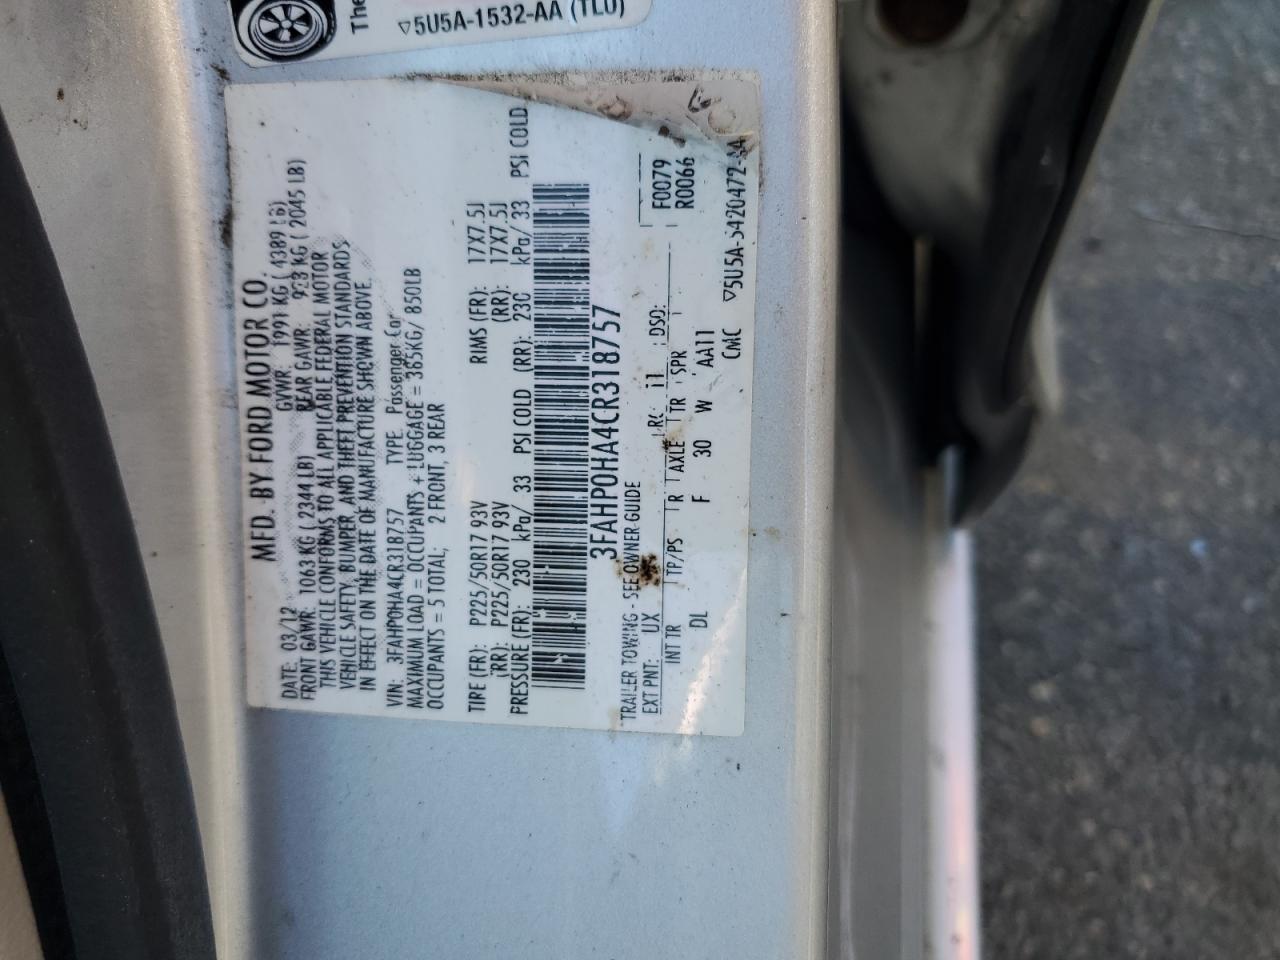 The
▽5U5A-1532-AA (TLU)
MFD. BY FORD MOTOR CO.
DATE: 03/12 GVWR: 1991 KG ( 4389 LB)
FRONT GAWR: 1063 KG ( 2344 LB) REAR GAWR: 923 KG ( 2045 LB)
THIS VEHICLE CONFORMS TO ALL APPLICABLE FEDERAL MOTOR
VEHICLE SAFETY, BUMPER, AND THEFT PREVENTION STANDARDS
IN EFFECT ON THE DATE OF MANUFACTURE SHOWN ABOVE.
VIN: 3FAHP0HA4CR318757 TYPE: Passenger Car
MAXIMUM LOAD = OCCUPANTS + LUGGAGE = 385KG/ 850LB
OCCUPANTS = 5 TOTAL, 2 FRONT, 3 REAR
TIRE (FR): P225/50R17 93V RIMS (FR): 17X7.5J
(RR): P225/50R17 93V (RR): 17X7.5J
PRESSURE (FR): 230 kPa/ 33 PSI COLD (RR): 230 kPa/ 33 PSI COLD
3FAHP0HA4CR318757
TRAILER TOWING - SEE OWNER GUIDE
EXT PNT: UX RC: 11 DSO: F0079
R0066
INT TR TP/PS R AXLE TR SPR
DL F 30 W AA11
CMC ▽5U5A-5420472-AA